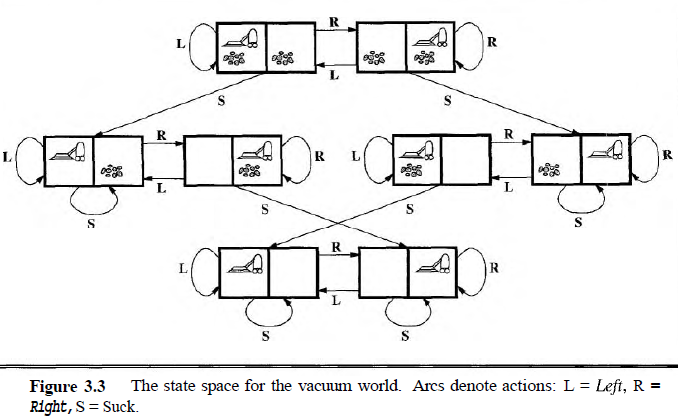 R
L
R
L
S
S
R
R
L
R
L
R
L
L
S
S
S
S
R
L
R
L
S
S
Figure 3.3 The state space for the vacuum world. Arcs denote actions: L = Left, R =
Right, S = Suck.